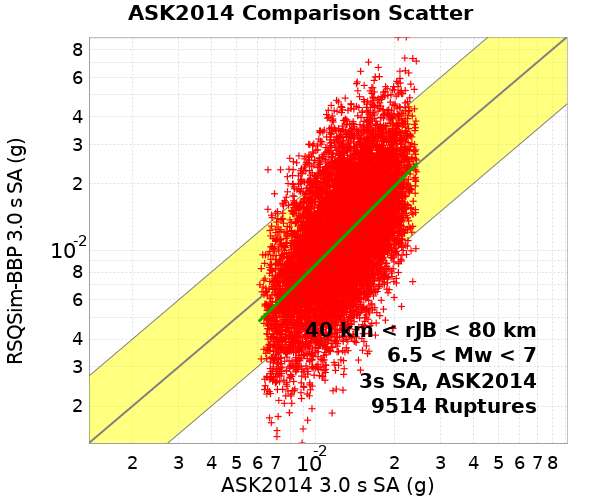 ASK2014 Comparison Scatter
RSQSim-BBP 3.0 s SA (g)
8
6
4
3
2
10-2
8
6
4
3
2
40 km < rJB < 80 km
6.5 < Mw < 7
3s SA, ASK2014
9514 Ruptures
2 3 4 5 6 7 10-2 2 3 4 5 6 7 8
ASK2014 3.0 s SA (g)